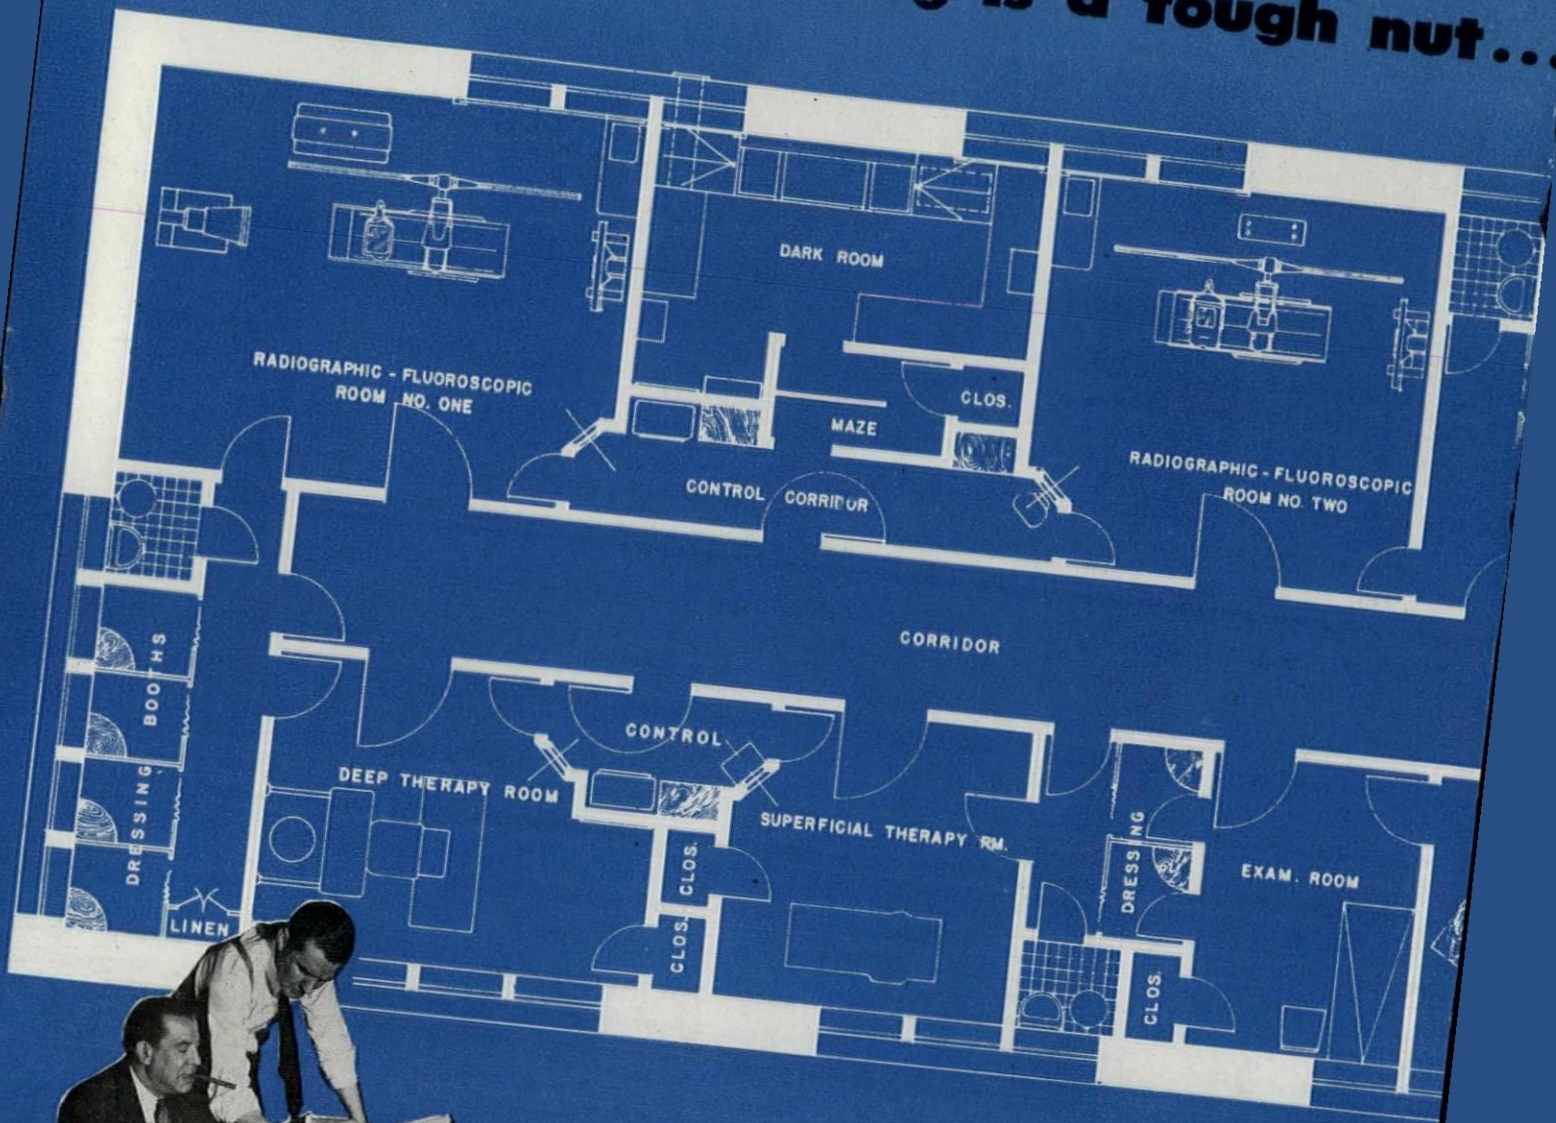 is a tough nut...
DARK ROOM
RADIOGRAPHIC - FLUOROSCOPIC
ROOM NO. ONE
CLOS.
MAZE
RADIOGRAPHIC - FLUOROSCOPIC
ROOM NO. TWO
CONTROL CORRIDOR
CORRIDOR
DRESSING BOOTHS
CONTROL
DEEP THERAPY ROOM
SUPERFICIAL THERAPY RM.
CLOS.
DRESSING
EXAM. ROOM
LINEN
CLOS.
CLOS.